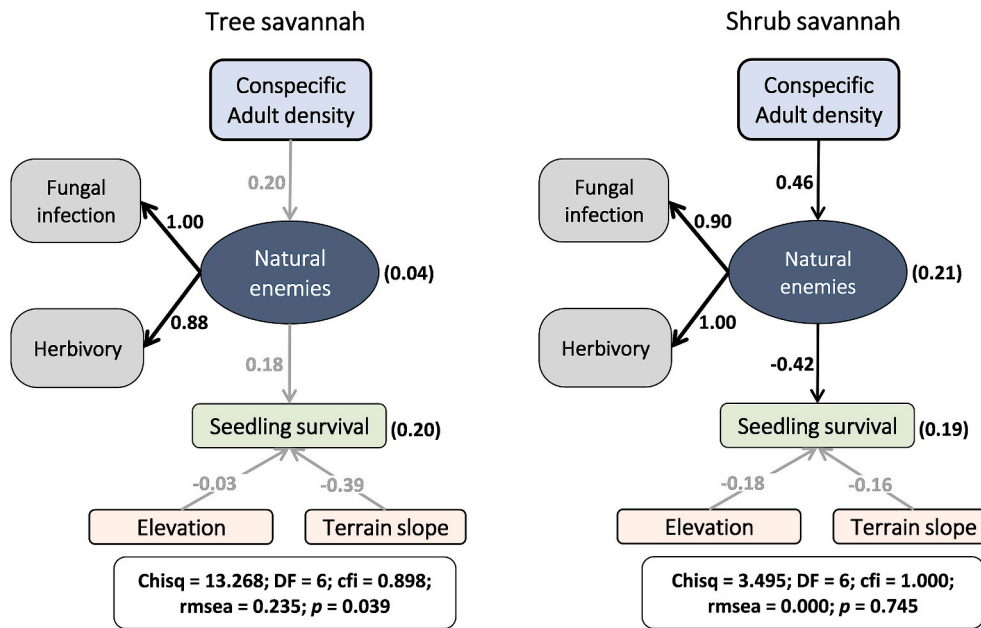 Tree savannah
Conspecific
Adult density
0.20
Fungal
infection
1.00
Natural
enemies
(0.04)
0.88
Herbivory
0.18
Seedling survival
(0.20)
-0.03
-0.39
Elevation
Terrain slope
Chisq = 13.268; DF = 6; cfi = 0.898;
rmsea = 0.235; p = 0.039
Shrub savannah
Conspecific
Adult density
0.46
Fungal
infection
0.90
Natural
enemies
(0.21)
1.00
Herbivory
-0.42
Seedling survival
(0.19)
-0.18
-0.16
Elevation
Terrain slope
Chisq = 3.495; DF = 6; cfi = 1.000;
rmsea = 0.000; p = 0.745